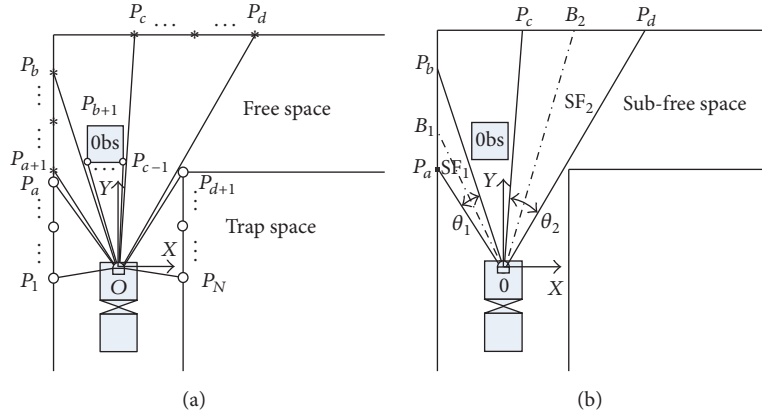 P_c ... ... P_d
P_b
⋮
P_{b+1}
0bs
Free space
⋮
P_{a+1}
...
P_{c−1}
P_a
Y
P_{d+1}
⋮
Trap space
⋮
X
P_1
O
P_N
(a)
P_c
B_2
P_d
P_b
SF_2
Sub-free space
B_1
0bs
P_a
SF_1
Y
θ_1
θ_2
0
X
(b)